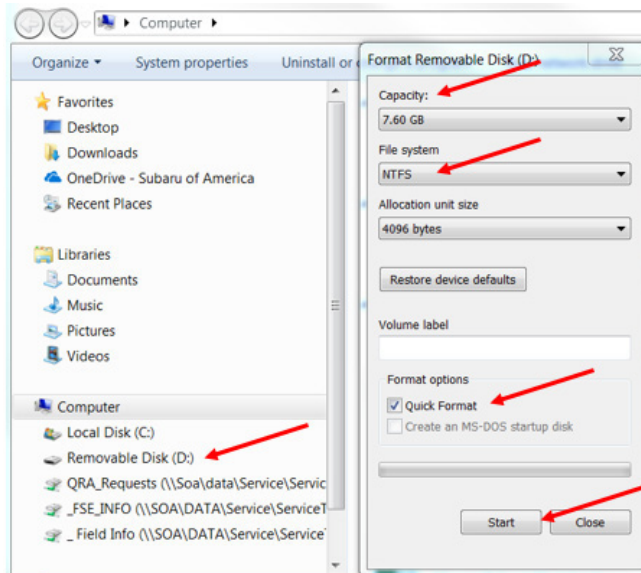 Computer
Organize
System properties
Uninstall or
Favorites
Desktop
Downloads
OneDrive - Subaru of America
Recent Places
Libraries
Documents
Music
Pictures
Videos
Computer
Local Disk (C:)
Removable Disk (D:)
QRA_Requests (\\Soa\data\Service\Servic
_FSE_INFO (\\SOA\DATA\Service\ServiceT
_ Field Info (\\SOA\DATA\Service\Service
Format Removable Disk (D:)
Capacity:
7.60 GB
File system
NTFS
Allocation unit size
4096 bytes
Restore device defaults
Volume label
Format options
Quick Format
Create an MS-DOS startup disk
Start
Close